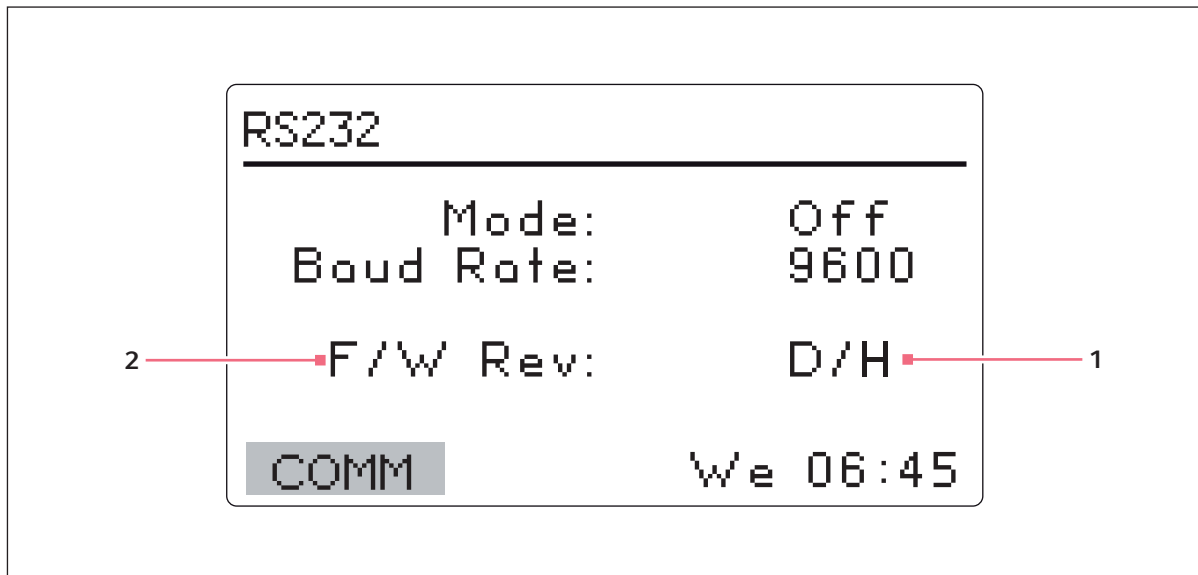 RS232
Mode: Off
Baud Rate: 9600
2 F/W Rev: D/H 1
COMM We 06:45